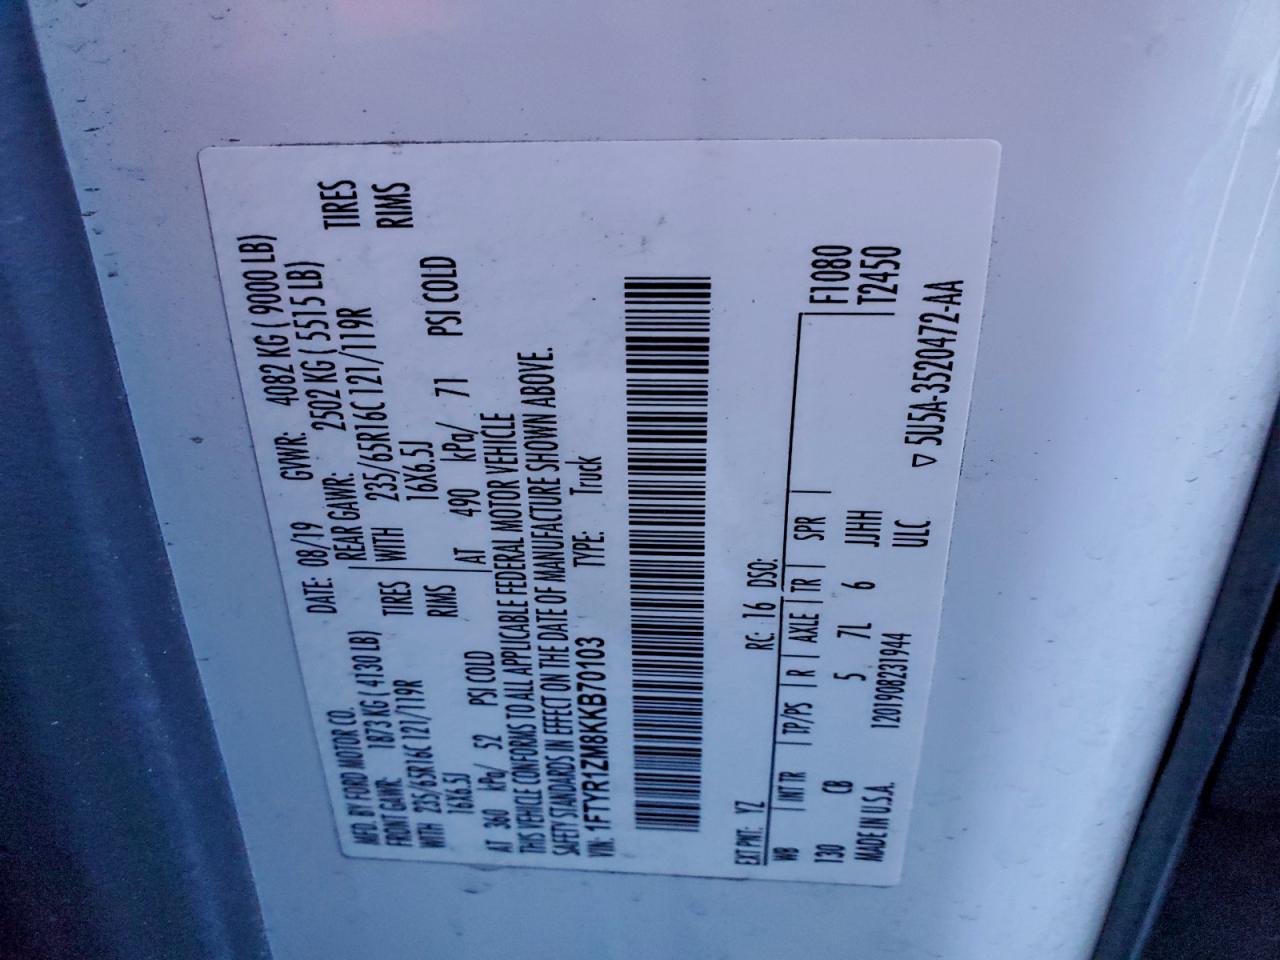 MFD. BY FORD MOTOR CO. DATE: 08/19 GVWR: 4082 KG ( 9000 LB)
FRONT GAWR: 1873 KG ( 4130 LB) REAR GAWR: 2502 KG ( 5515 LB)
WITH 235/65R16C 121/119R TIRES WITH 235/65R16C 121/119R TIRES
16X6.5J RIMS 16X6.5J RIMS
AT 360 kPa/ 52 PSI COLD AT 490 kPa/ 71 PSI COLD
THIS VEHICLE CONFORMS TO ALL APPLICABLE FEDERAL MOTOR VEHICLE
SAFETY STANDARDS IN EFFECT ON THE DATE OF MANUFACTURE SHOWN ABOVE.
VIN: 1FTYR1ZM8KKB70103 TYPE: Truck
EXT PNT: YZ RC: 16 DSO:
WB INT TR TP/PS R AXLE TR SPR F1080
130 CB 5 7L 6 JJHH T2450
MADE IN U.S.A. 120190823​1944 ULC ▽ 5U5A-3520472-AA